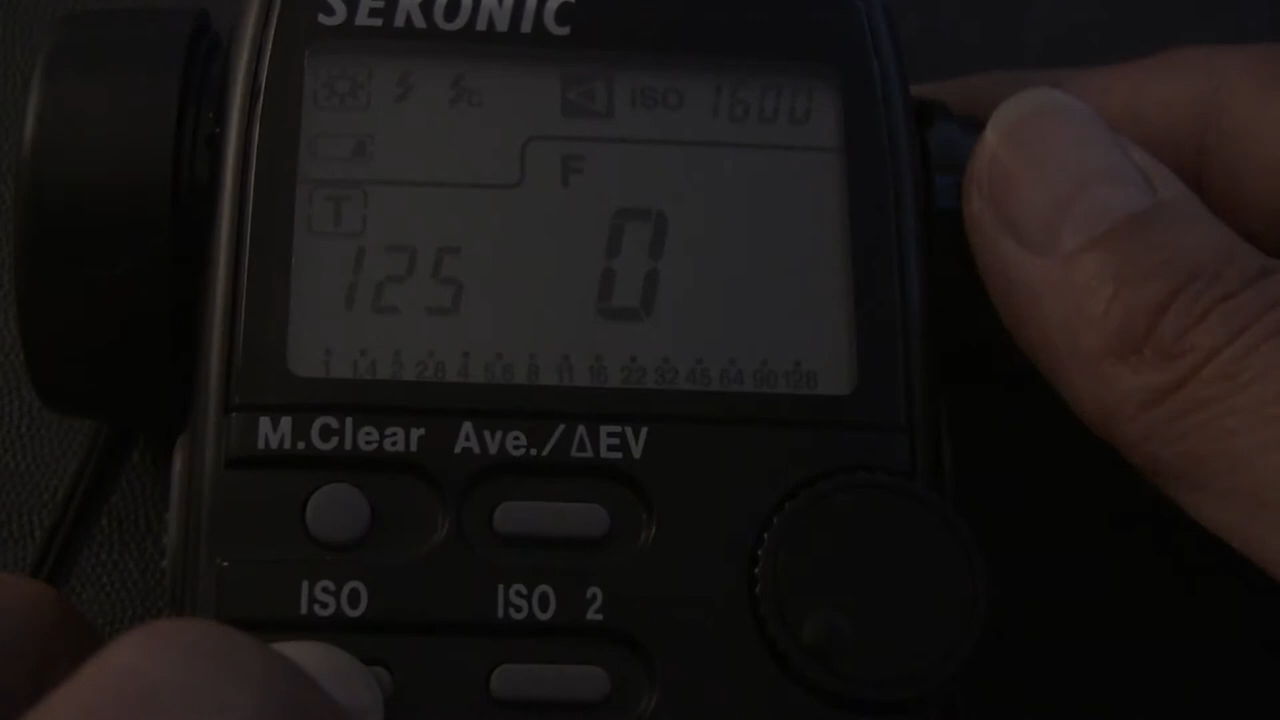 SEKONIC
ISO 1600
F
T
125 0
1 1.4 2 2.8 4 5.6 8 11 16 22 32 45 64 90 128
M.Clear Ave./ΔEV
ISO ISO 2